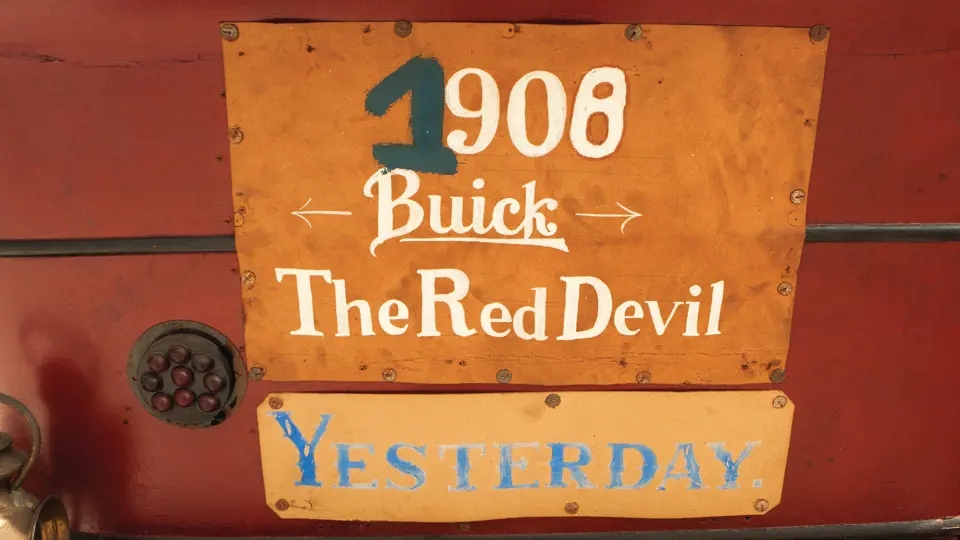 1908
Buick
The Red Devil
YESTERDAY.